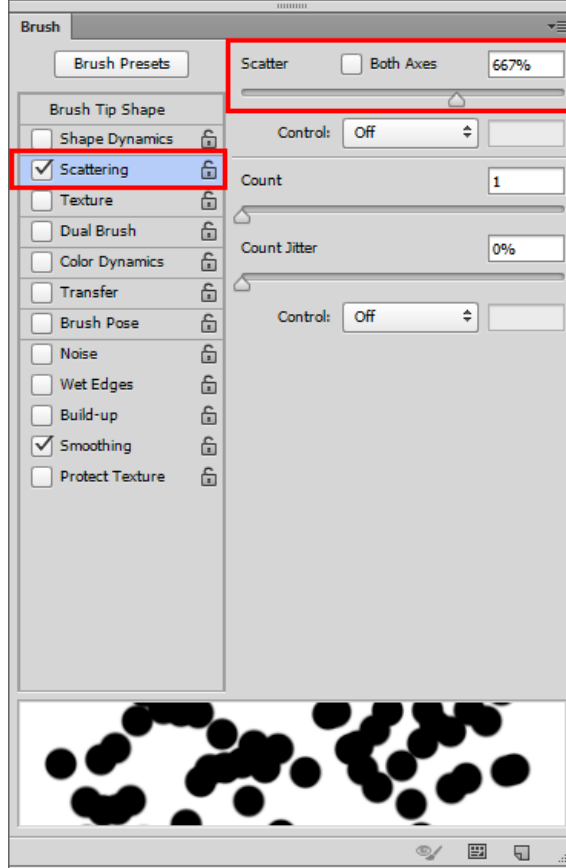 Brush
Brush Presets
Brush Tip Shape
Shape Dynamics
Scattering
Texture
Dual Brush
Color Dynamics
Transfer
Brush Pose
Noise
Wet Edges
Build-up
Smoothing
Protect Texture
Scatter Both Axes 667%
Control: Off
Count 1
Count Jitter 0%
Control: Off